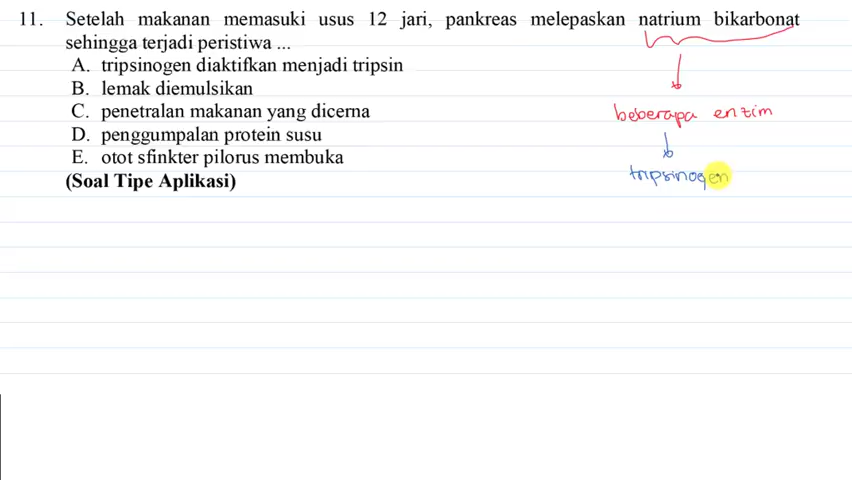 11. Setelah makanan memasuki usus 12 jari, pankreas melepaskan natrium bikarbonat
sehingga terjadi peristiwa ...
A. tripsinogen diaktifkan menjadi tripsin
B. lemak diemulsikan
C. penetralan makanan yang dicerna
D. penggumpalan protein susu
E. otot sfinkter pilorus membuka
(Soal Tipe Aplikasi)
beberapa enzim
tripsinogen